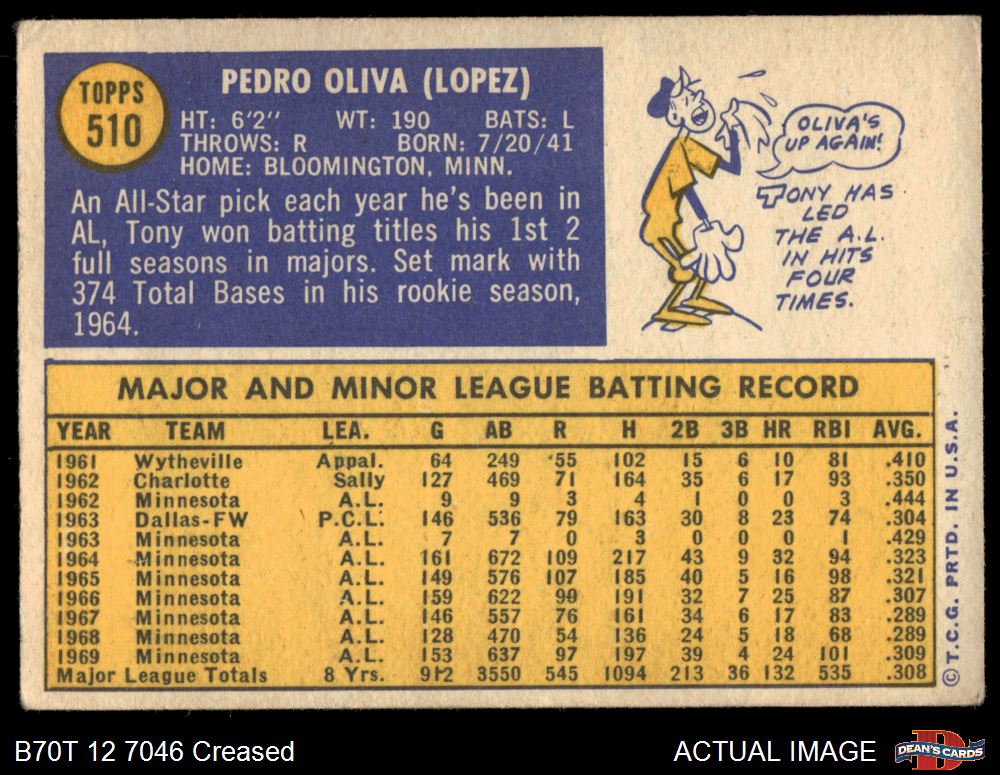 TOPPS
510
PEDRO OLIVA (LOPEZ)
HT: 6'2" WT: 190 BATS: L
THROWS: R BORN: 7/20/41
HOME: BLOOMINGTON, MINN.
An All-Star pick each year he's been in
AL, Tony won batting titles his 1st 2
full seasons in majors. Set mark with
374 Total Bases in his rookie season,
1964.
OLIVA'S
UP AGAIN!
TONY HAS
LED
THE A.L.
IN HITS
FOUR
TIMES.
MAJOR AND MINOR LEAGUE BATTING RECORD
YEAR TEAM LEA. G AB R H 2B 3B HR RBI AVG.
1961 Wytheville Appal. 64 249 55 102 15 6 10 81 .410
1962 Charlotte Sally 127 469 71 164 35 6 17 93 .350
1962 Minnesota A.L. 9 9 3 4 1 0 0 3 .444
1963 Dallas-FW P.C.L. 146 536 79 163 30 8 23 74 .304
1963 Minnesota A.L. 7 7 0 3 0 0 0 1 .429
1964 Minnesota A.L. 161 672 109 217 43 9 32 94 .323
1965 Minnesota A.L. 149 576 107 185 40 5 16 98 .321
1966 Minnesota A.L. 159 622 99 191 32 7 25 87 .307
1967 Minnesota A.L. 146 557 76 161 34 6 17 83 .289
1968 Minnesota A.L. 128 470 54 136 24 5 18 68 .289
1969 Minnesota A.L. 153 637 97 197 39 4 24 101 .309
Major League Totals 8 Yrs. 912 3550 545 1094 213 36 132 535 .308
© T.C.G. PRTD. IN U.S.A.
B70T 12 7046 Creased
ACTUAL IMAGE
DEAN'S CARDS